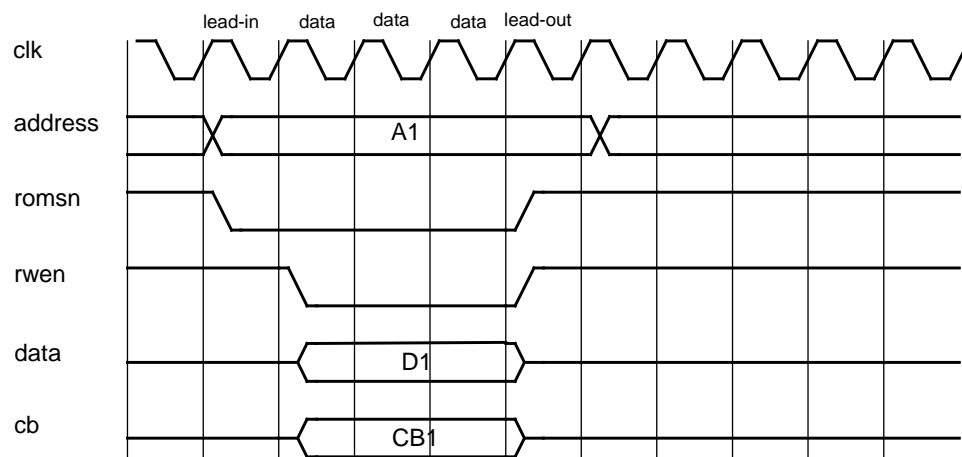 lead-in data data data lead-out
clk
address A1
romsn
rwen
data D1
cb CB1